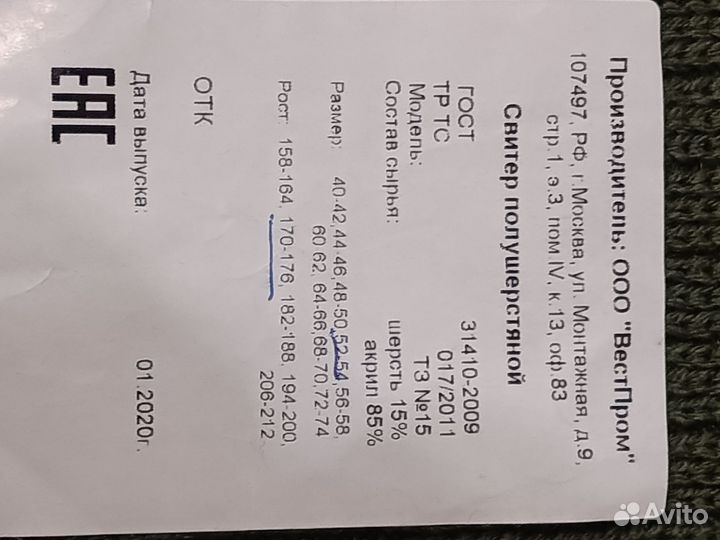 Производитель: ООО "ВестПром"
107497, РФ, г.Москва, ул. Монтажная, д.9,
стр.1, э.3, пом IV, к.13, оф.83
Свитер полушерстяной
ГОСТ 31410-2009
ТР ТС 017/2011
Модель: ТЗ №15
Состав сырья: шерсть 15%
акрил 85%
Размер: 40-42,44-46,48-50,52-54,56-58,
60 62, 64-66,68-70,72-74
Рост: 158-164, 170-176, 182-188, 194-200,
206-212
ОТК
Дата выпуска: 01.2020г.
ЕАС
Avito